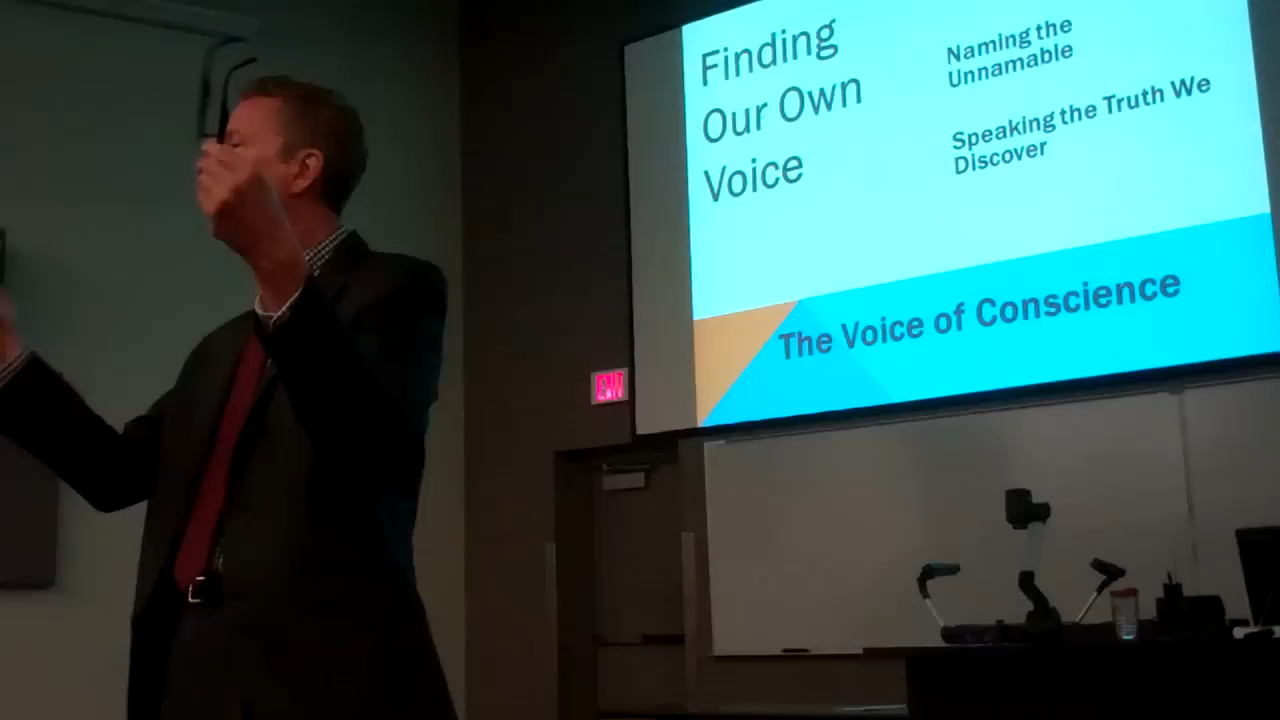 Finding
Our Own
Voice
Naming the
Unnamable
Speaking the Truth We
Discover
The Voice of Conscience
EXIT